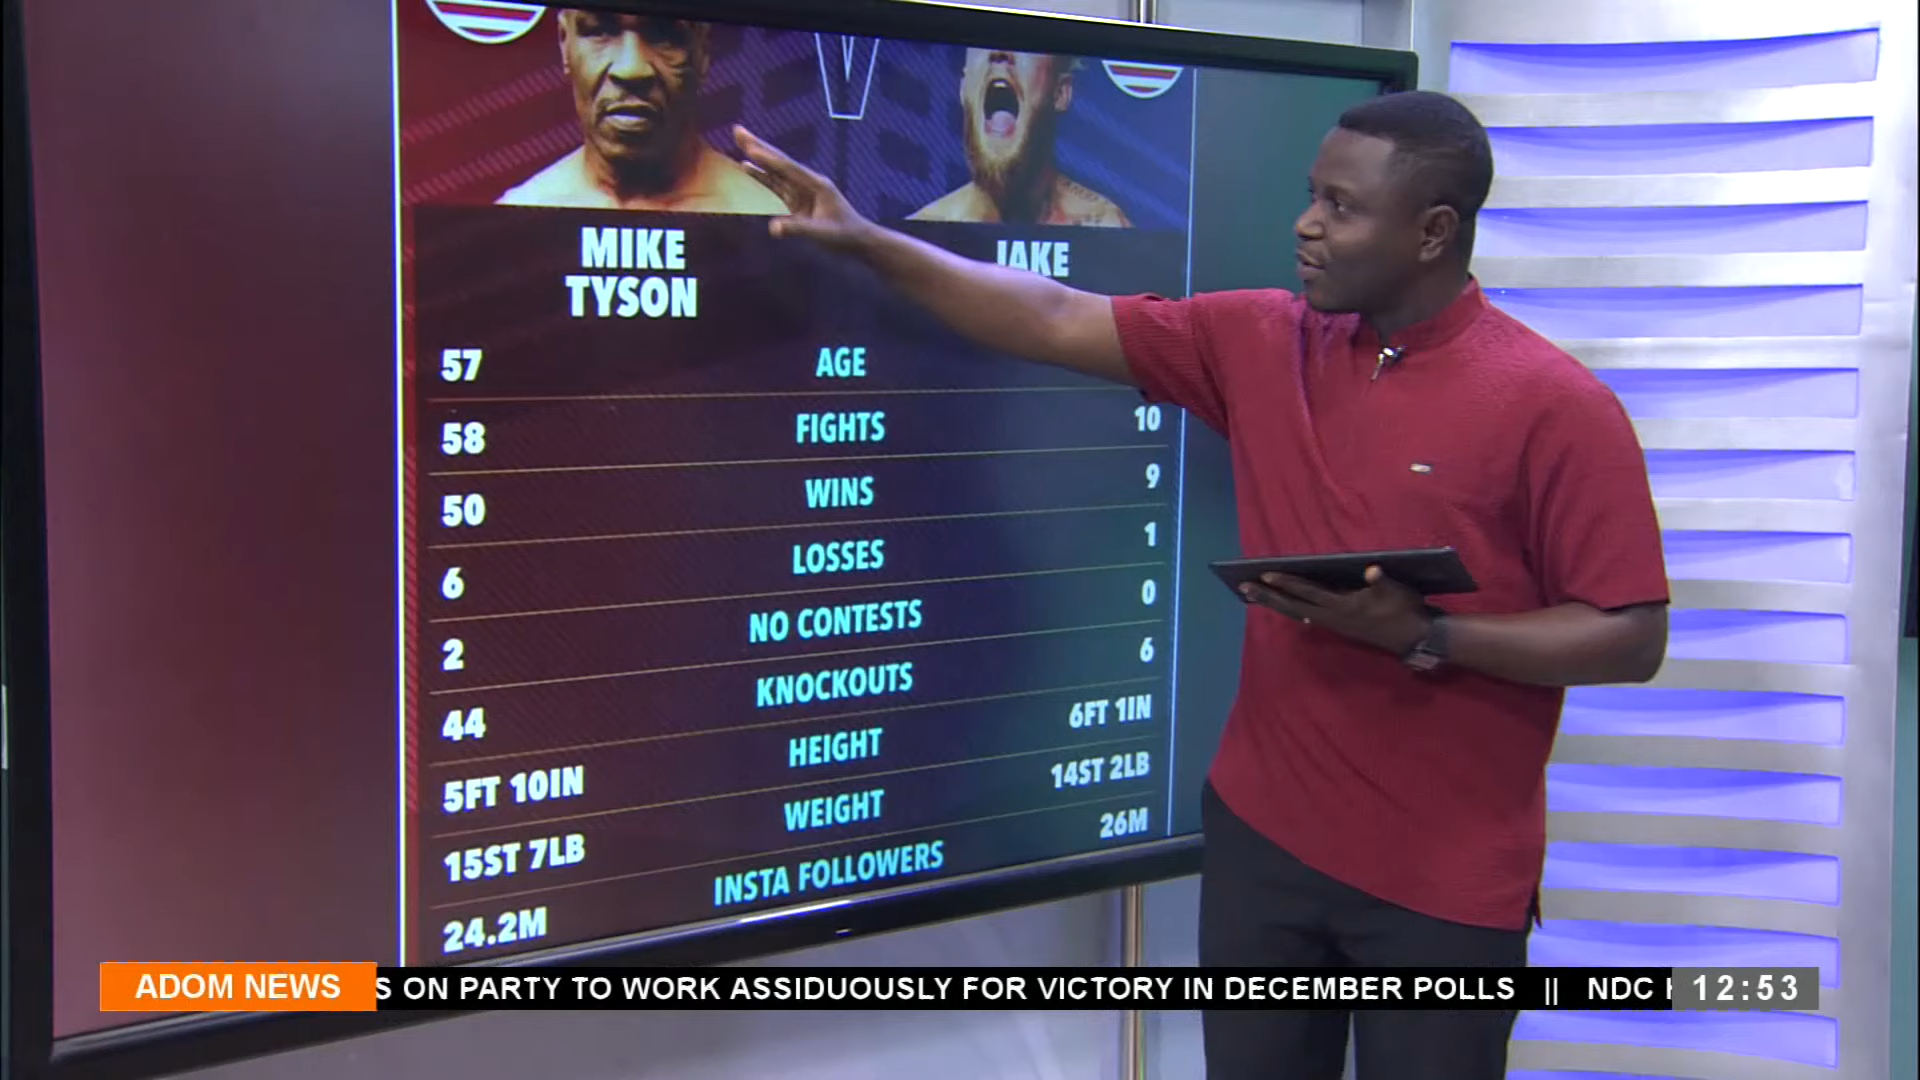 V
MIKE
TYSON
JAKE
57 AGE
58 FIGHTS 10
50 WINS 9
6 LOSSES 1
2 NO CONTESTS 0
44 KNOCKOUTS 6
5FT 10IN HEIGHT 6FT 1IN
15ST 7LB WEIGHT 14ST 2LB
24.2M INSTA FOLLOWERS 26M
ADOM NEWS S ON PARTY TO WORK ASSIDUOUSLY FOR VICTORY IN DECEMBER POLLS || NDC 12:53